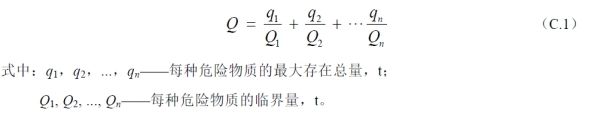 Q = q1/Q1 + q2/Q2 + ··· qn/Qn （C.1）
式中：q1，q2，...，qn——每种危险物质的最大存在总量，t；
Q1, Q2, ..., Qn——每种危险物质的临界量，t。